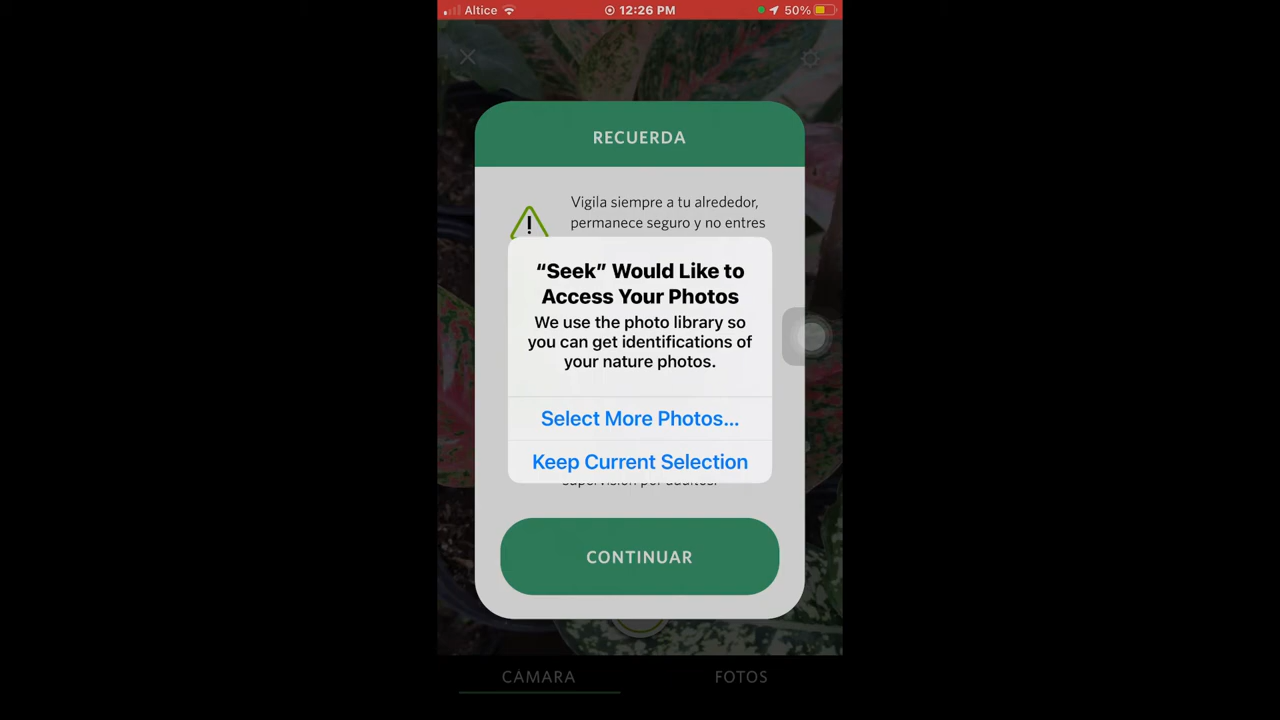 Altice
12:26 PM
50%
RECUERDA
Vigila siempre a tu alrededor,
permanece seguro y no entres
“Seek” Would Like to
Access Your Photos
We use the photo library so
you can get identifications of
your nature photos.
Select More Photos...
Keep Current Selection
supervisión por adultos.
CONTINUAR
CÁMARA
FOTOS